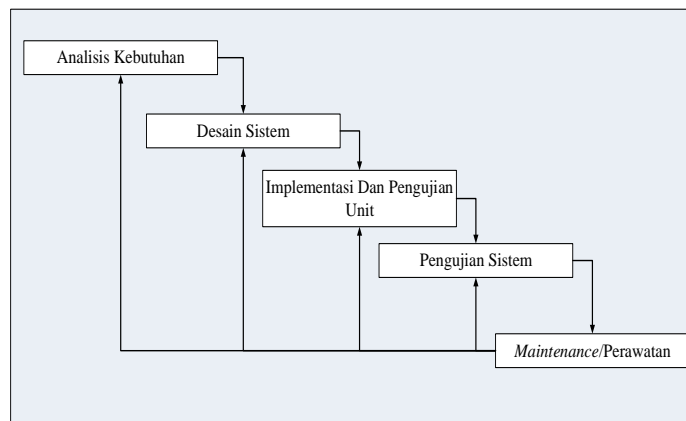 Analisis Kebutuhan
Desain Sistem
Implementasi Dan Pengujian
Unit
Pengujian Sistem
Maintenance/Perawatan